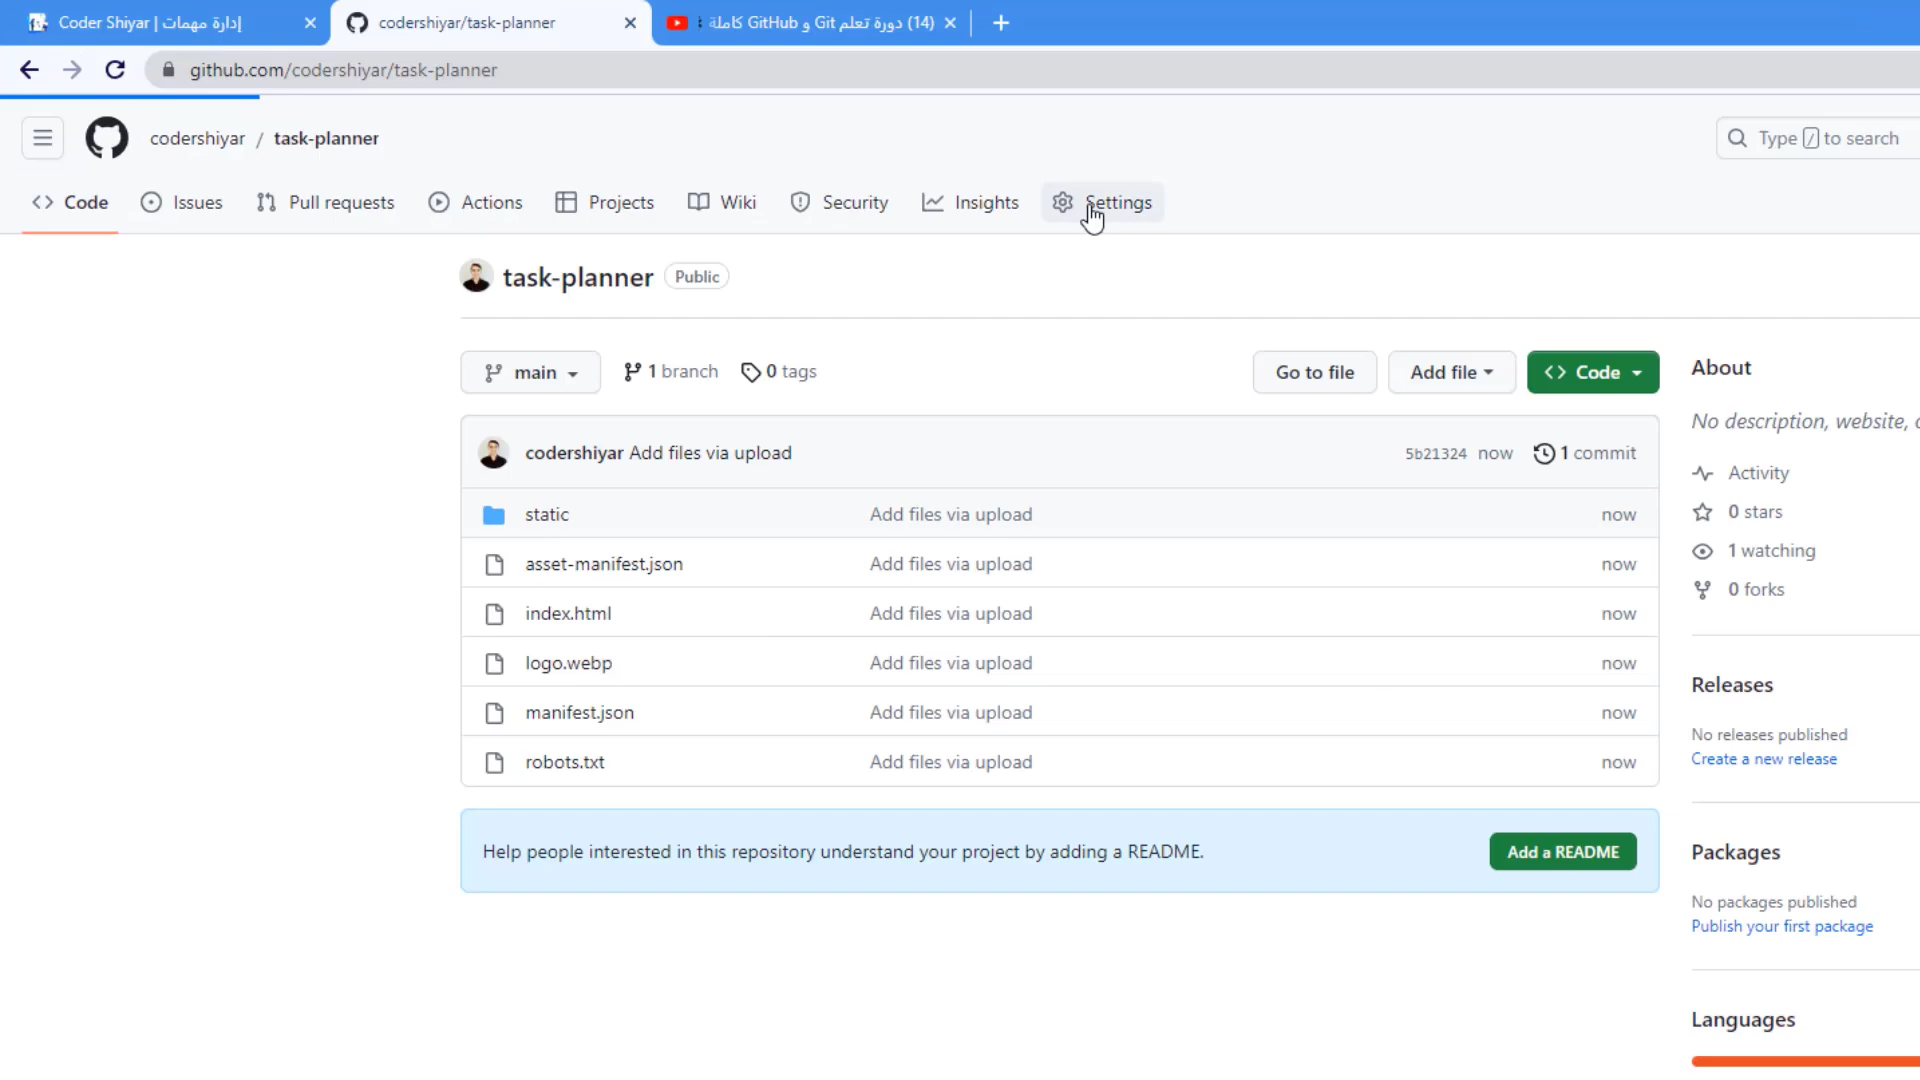 Coder Shiyar | إدارة مهمات
codershiyar/task-planner
(14) دورة تعلم Git و GitHub كاملة
github.com/codershiyar/task-planner
codershiyar / task-planner
Type / to search
Code
Issues
Pull requests
Actions
Projects
Wiki
Security
Insights
Settings
task-planner
Public
main
1 branch
0 tags
Go to file
Add file
Code
codershiyar Add files via upload
5b21324 now
1 commit
static Add files via upload now
asset-manifest.json Add files via upload now
index.html Add files via upload now
logo.webp Add files via upload now
manifest.json Add files via upload now
robots.txt Add files via upload now
Help people interested in this repository understand your project by adding a README.
Add a README
About
No description, website,
Activity
0 stars
1 watching
0 forks
Releases
No releases published
Create a new release
Packages
No packages published
Publish your first package
Languages